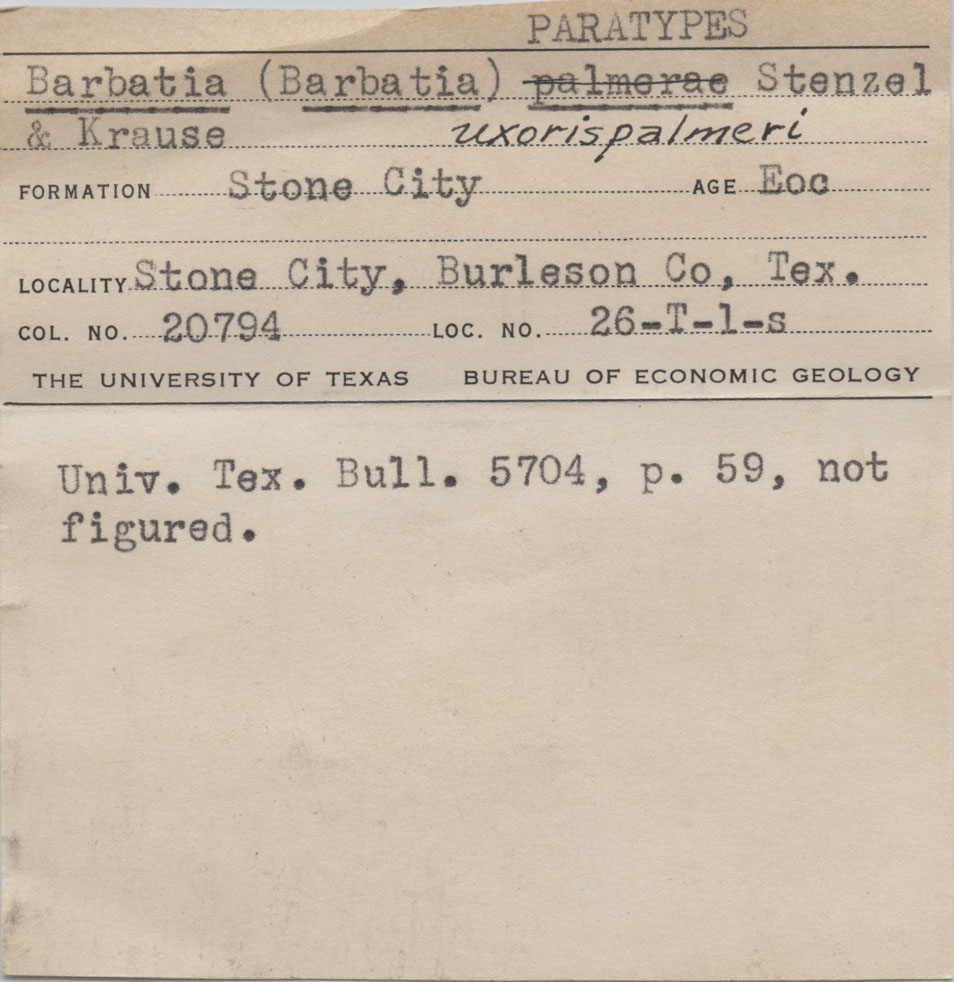 PARATYPES
Barbatia (Barbatia) palmerae Stenzel
& Krause uxorispalmeri
FORMATION Stone City AGE Eoc
LOCALITY Stone City, Burleson Co, Tex.
COL. NO. 20794 LOC. NO. 26-T-1-s
THE UNIVERSITY OF TEXAS BUREAU OF ECONOMIC GEOLOGY
Univ. Tex. Bull. 5704, p. 59, not
figured.